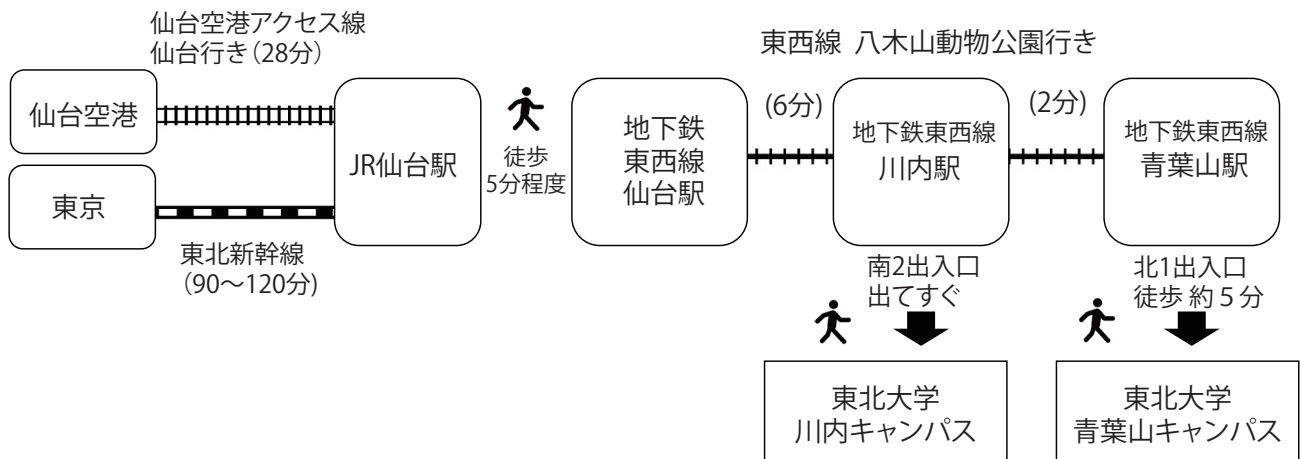 仙台空港アクセス線
仙台行き（28分）
仙台空港
東京
東北新幹線
（90～120分)
JR仙台駅
徒歩
5分程度
東西線 八木山動物公園行き
地下鉄
東西線
仙台駅
(6分)
地下鉄東西線
川内駅
(2分)
地下鉄東西線
青葉山駅
南2出入口
出てすぐ
北1出入口
徒歩 約５分
東北大学
川内キャンパス
東北大学
青葉山キャンパス